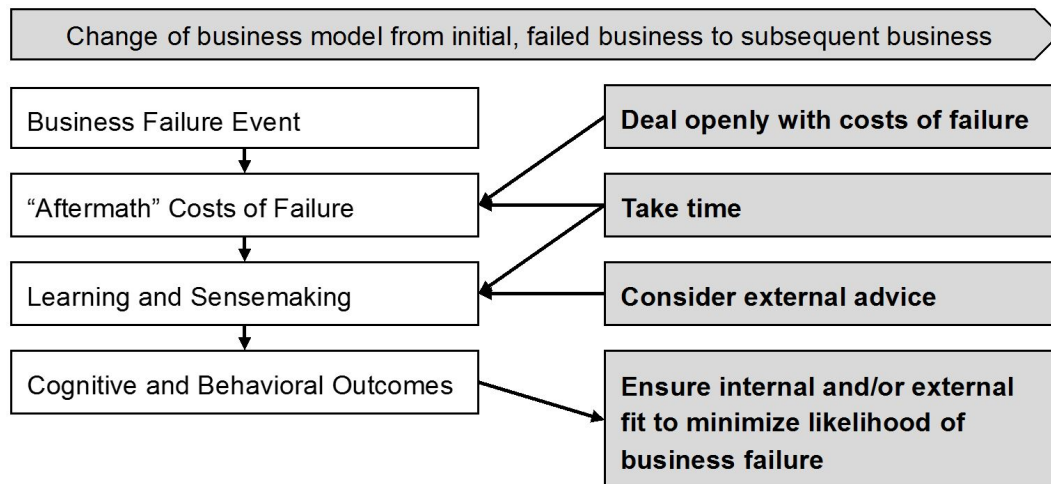 Change of business model from initial, failed business to subsequent business
Business Failure Event
Deal openly with costs of failure
“Aftermath” Costs of Failure
Take time
Learning and Sensemaking
Consider external advice
Cognitive and Behavioral Outcomes
Ensure internal and/or external
fit to minimize likelihood of
business failure